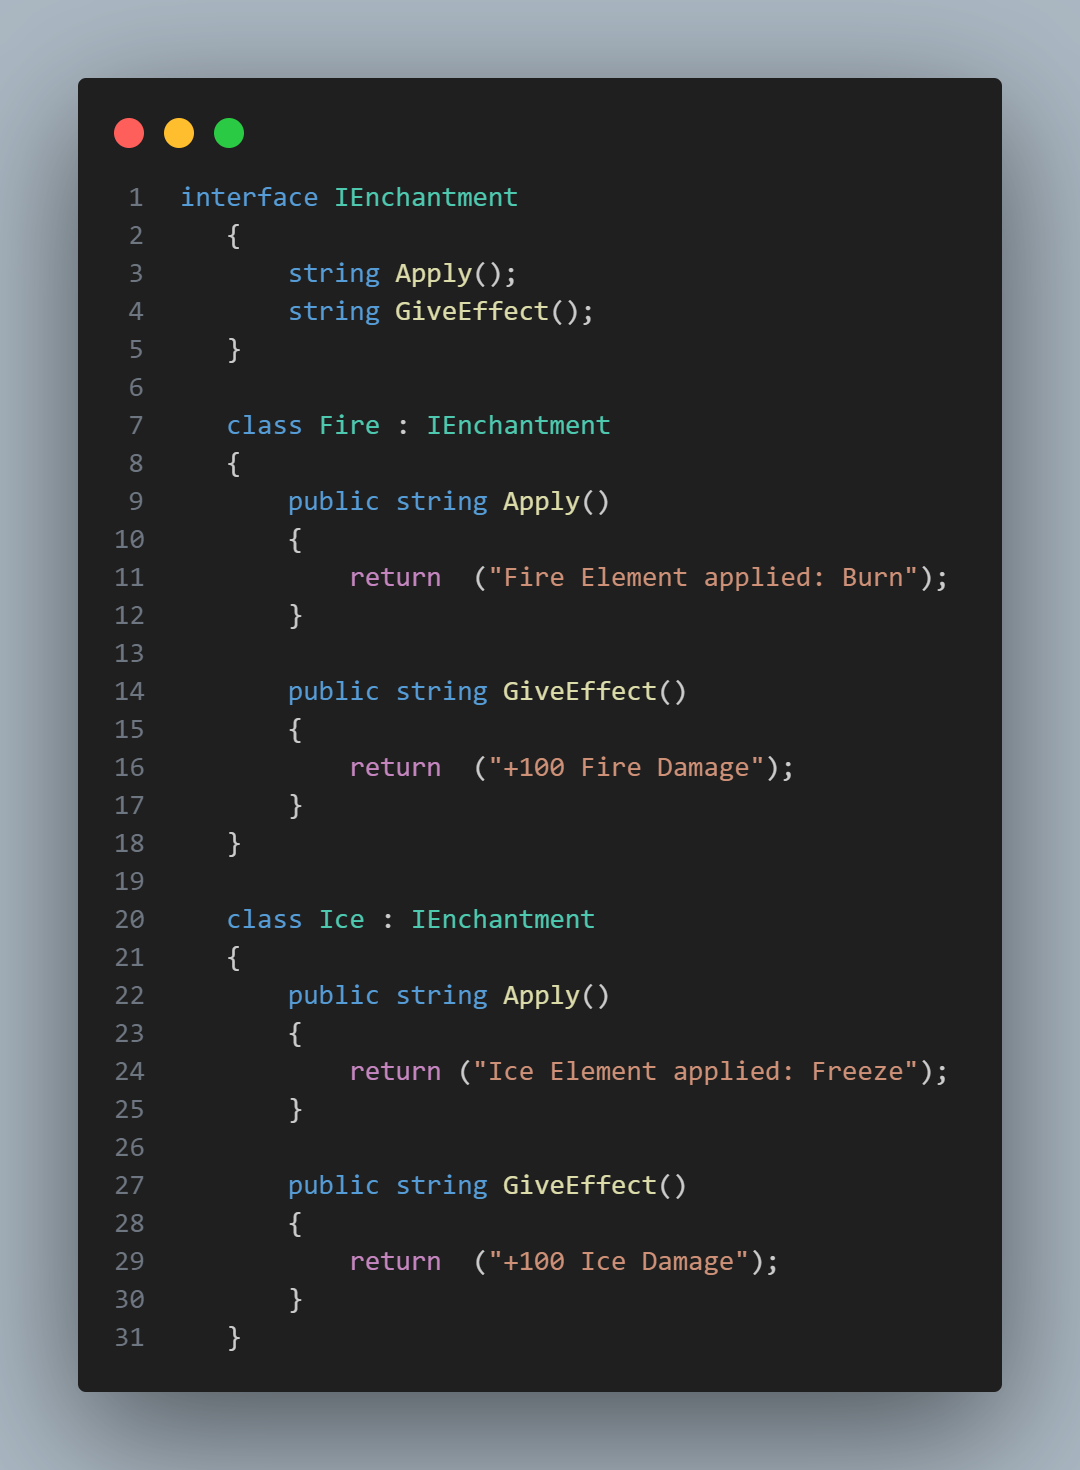 1 interface IEnchantment
2    {
3        string Apply();
4        string GiveEffect();
5    }
6
7    class Fire : IEnchantment
8    {
9        public string Apply()
10        {
11            return  ("Fire Element applied: Burn");
12        }
13
14        public string GiveEffect()
15        {
16            return  ("+100 Fire Damage");
17        }
18    }
19
20    class Ice : IEnchantment
21    {
22        public string Apply()
23        {
24            return ("Ice Element applied: Freeze");
25        }
26
27        public string GiveEffect()
28        {
29            return  ("+100 Ice Damage");
30        }
31    }